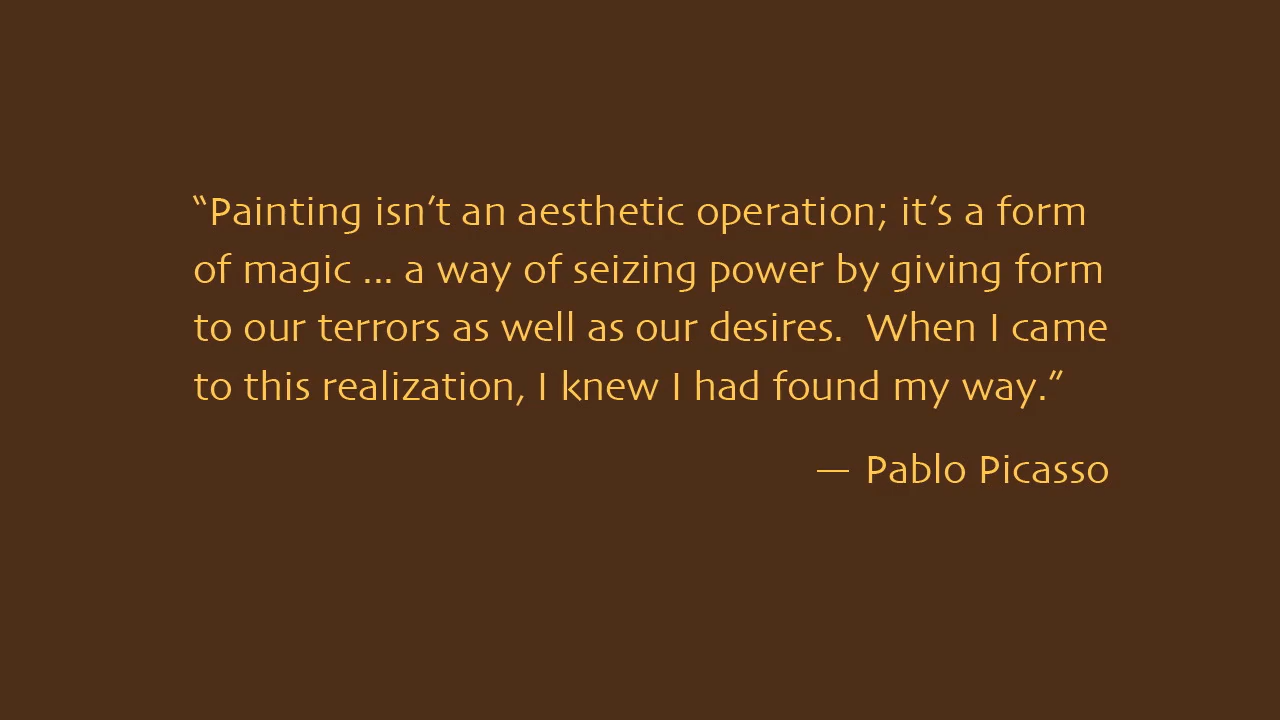 “Painting isn’t an aesthetic operation; it’s a form
of magic ... a way of seizing power by giving form
to our terrors as well as our desires.  When I came
to this realization, I knew I had found my way.”
— Pablo Picasso